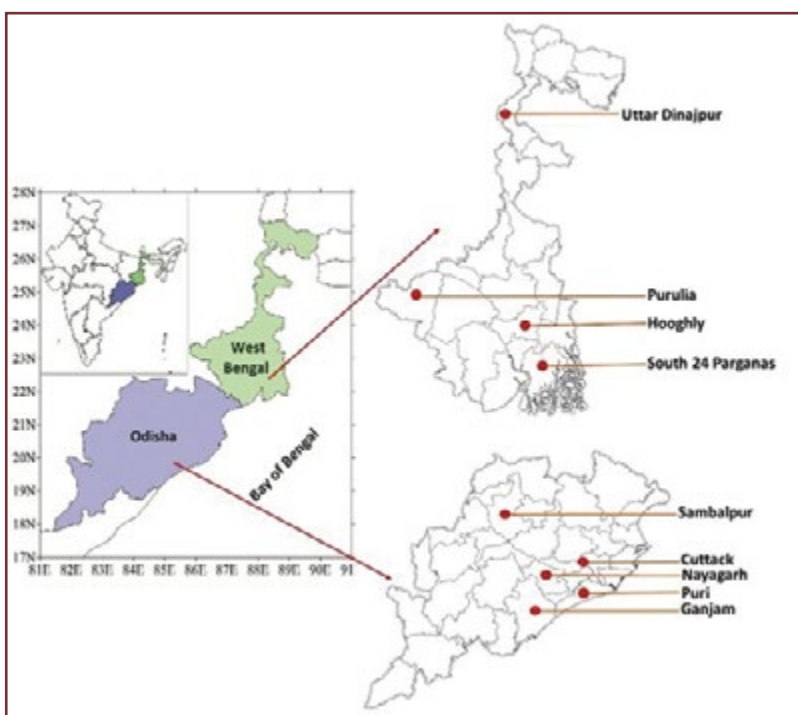 Uttar Dinajpur
28N
27N
26N
25N
24N
23N
22N
21N
20N
19N
18N
17N
West
Bengal
Odisha
Bay of Bengal
81E 82E 83E 84E 85E 86E 87E 88E 89E 90E 91
Purulia
Hooghly
South 24 Parganas
Sambalpur
Cuttack
Nayagarh
Puri
Ganjam